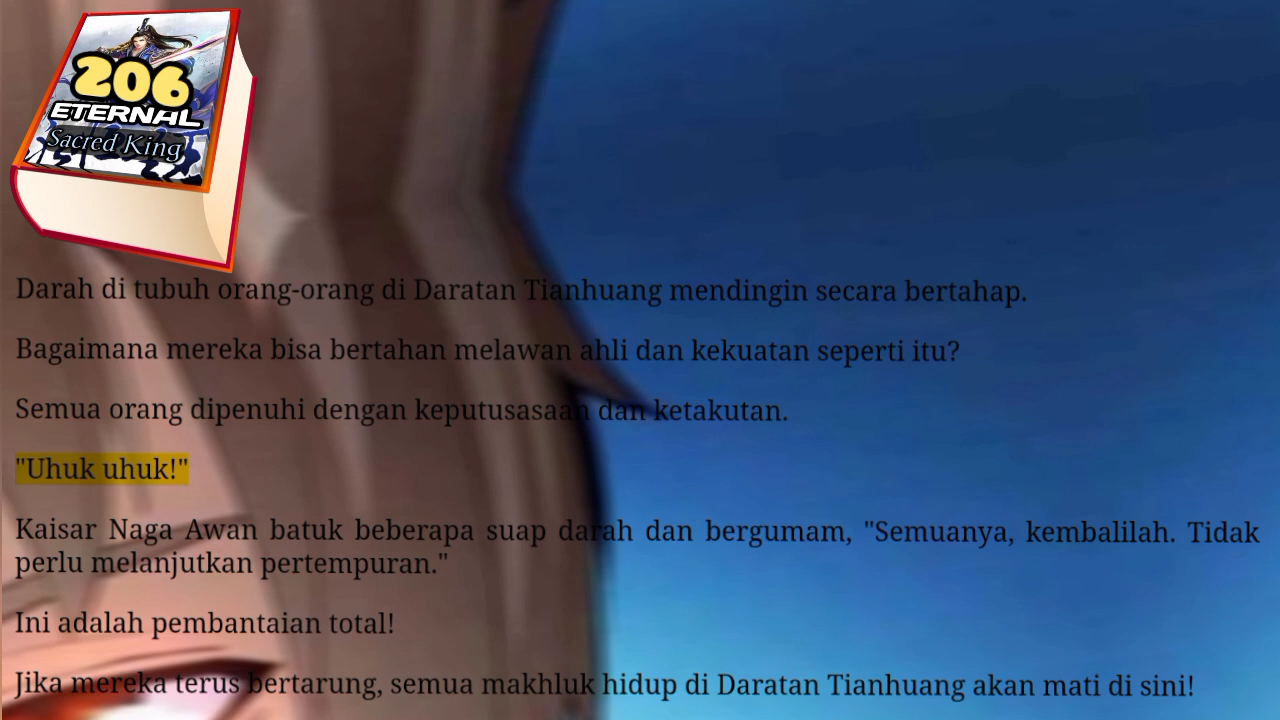 206
ETERNAL
Sacred King
Darah di tubuh orang-orang di Daratan Tianhuang mendingin secara bertahap.
Bagaimana mereka bisa bertahan melawan ahli dan kekuatan seperti itu?
Semua orang dipenuhi dengan keputusasaan dan ketakutan.
"Uhuk uhuk!"
Kaisar Naga Awan batuk beberapa suap darah dan bergumam, "Semuanya, kembalilah. Tidak
perlu melanjutkan pertempuran."
Ini adalah pembantaian total!
Jika mereka terus bertarung, semua makhluk hidup di Daratan Tianhuang akan mati di sini!